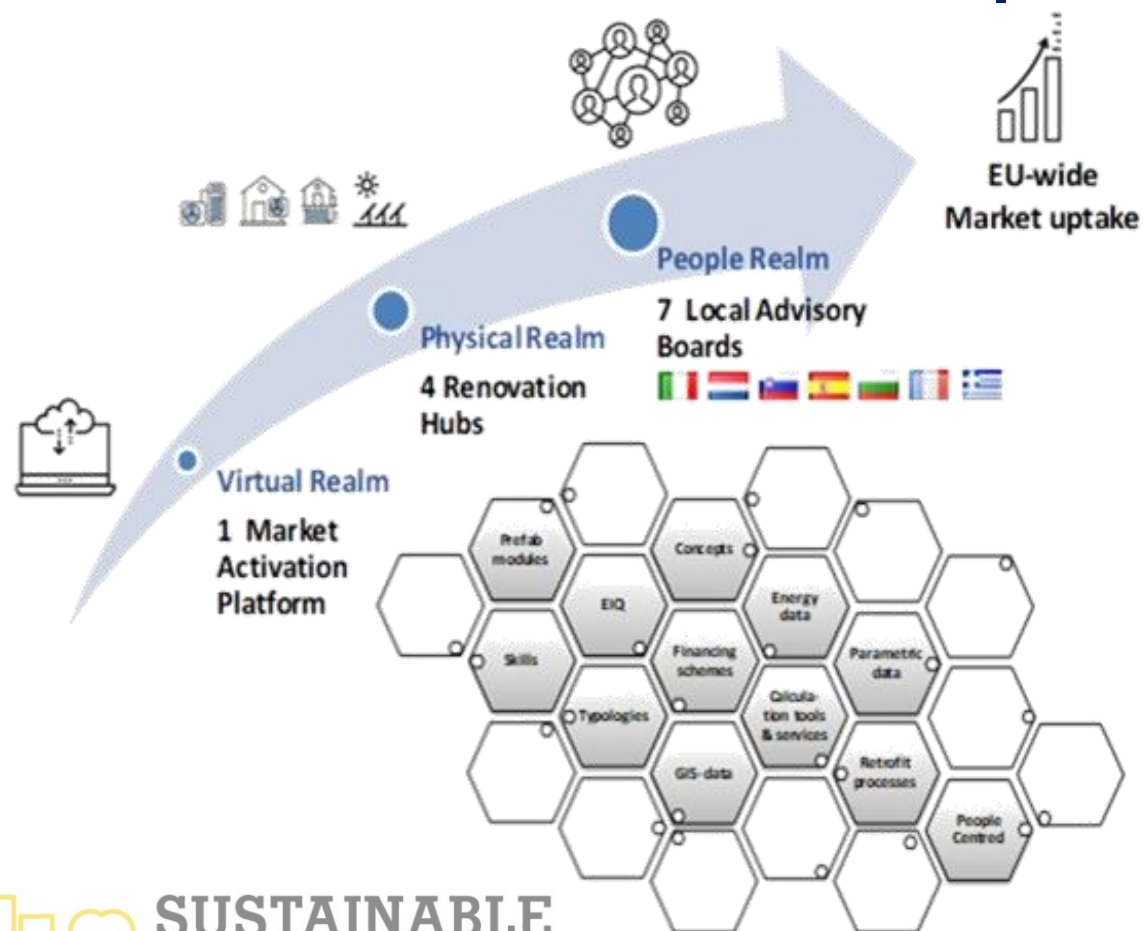 EU-wide
Market uptake
People Realm
7 Local Advisory
Boards
Physical Realm
4 Renovation
Hubs
Virtual Realm
1 Market
Activation
Platform
Prefab
modules
Concepts
EIQ
Energy
data
Skills
Financing
schemes
Parametric
data
Typologies
Calcula-
tion tools
& services
GIS-data
Retrofit
processes
People
Centred
SUSTAINABLE